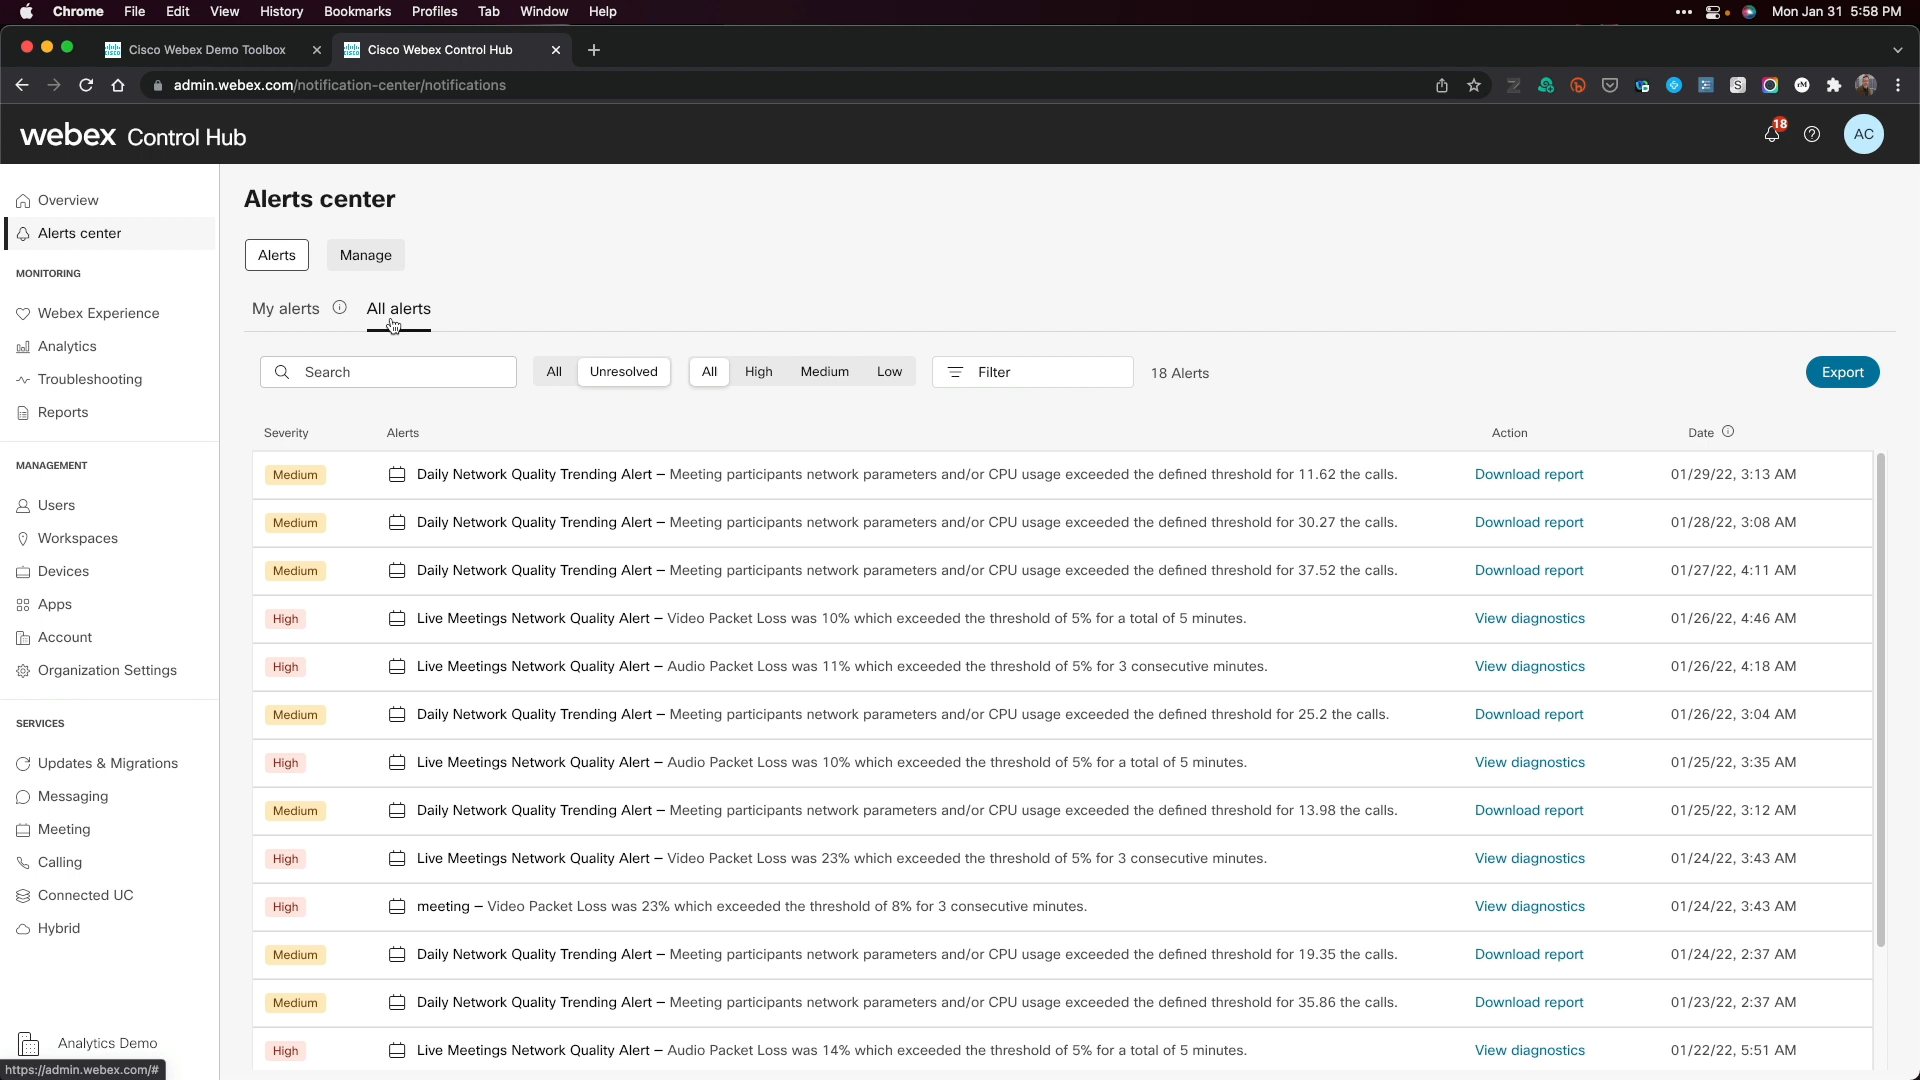 Chrome File Edit View History Bookmarks Profiles Tab Window Help Mon Jan 31 5:58 PM
Cisco Webex Demo Toolbox Cisco Webex Control Hub
admin.webex.com/notification-center/notifications
webex Control Hub 18 AC
Overview
Alerts center
MONITORING
Webex Experience
Analytics
Troubleshooting
Reports
MANAGEMENT
Users
Workspaces
Devices
Apps
Account
Organization Settings
SERVICES
Updates & Migrations
Messaging
Meeting
Calling
Connected UC
Hybrid
Analytics Demo
https://admin.webex.com/#
Alerts center
Alerts Manage
My alerts All alerts
Search All Unresolved All High Medium Low Filter 18 Alerts Export
Severity Alerts Action Date
Medium Daily Network Quality Trending Alert – Meeting participants network parameters and/or CPU usage exceeded the defined threshold for 11.62 the calls. Download report 01/29/22, 3:13 AM
Medium Daily Network Quality Trending Alert – Meeting participants network parameters and/or CPU usage exceeded the defined threshold for 30.27 the calls. Download report 01/28/22, 3:08 AM
Medium Daily Network Quality Trending Alert – Meeting participants network parameters and/or CPU usage exceeded the defined threshold for 37.52 the calls. Download report 01/27/22, 4:11 AM
High Live Meetings Network Quality Alert – Video Packet Loss was 10% which exceeded the threshold of 5% for a total of 5 minutes. View diagnostics 01/26/22, 4:46 AM
High Live Meetings Network Quality Alert – Audio Packet Loss was 11% which exceeded the threshold of 5% for 3 consecutive minutes. View diagnostics 01/26/22, 4:18 AM
Medium Daily Network Quality Trending Alert – Meeting participants network parameters and/or CPU usage exceeded the defined threshold for 25.2 the calls. Download report 01/26/22, 3:04 AM
High Live Meetings Network Quality Alert – Audio Packet Loss was 10% which exceeded the threshold of 5% for a total of 5 minutes. View diagnostics 01/25/22, 3:35 AM
Medium Daily Network Quality Trending Alert – Meeting participants network parameters and/or CPU usage exceeded the defined threshold for 13.98 the calls. Download report 01/25/22, 3:12 AM
High Live Meetings Network Quality Alert – Video Packet Loss was 23% which exceeded the threshold of 5% for 3 consecutive minutes. View diagnostics 01/24/22, 3:43 AM
High meeting – Video Packet Loss was 23% which exceeded the threshold of 8% for 3 consecutive minutes. View diagnostics 01/24/22, 3:43 AM
Medium Daily Network Quality Trending Alert – Meeting participants network parameters and/or CPU usage exceeded the defined threshold for 19.35 the calls. Download report 01/24/22, 2:37 AM
Medium Daily Network Quality Trending Alert – Meeting participants network parameters and/or CPU usage exceeded the defined threshold for 35.86 the calls. Download report 01/23/22, 2:37 AM
High Live Meetings Network Quality Alert – Audio Packet Loss was 14% which exceeded the threshold of 5% for a total of 5 minutes. View diagnostics 01/22/22, 5:51 AM